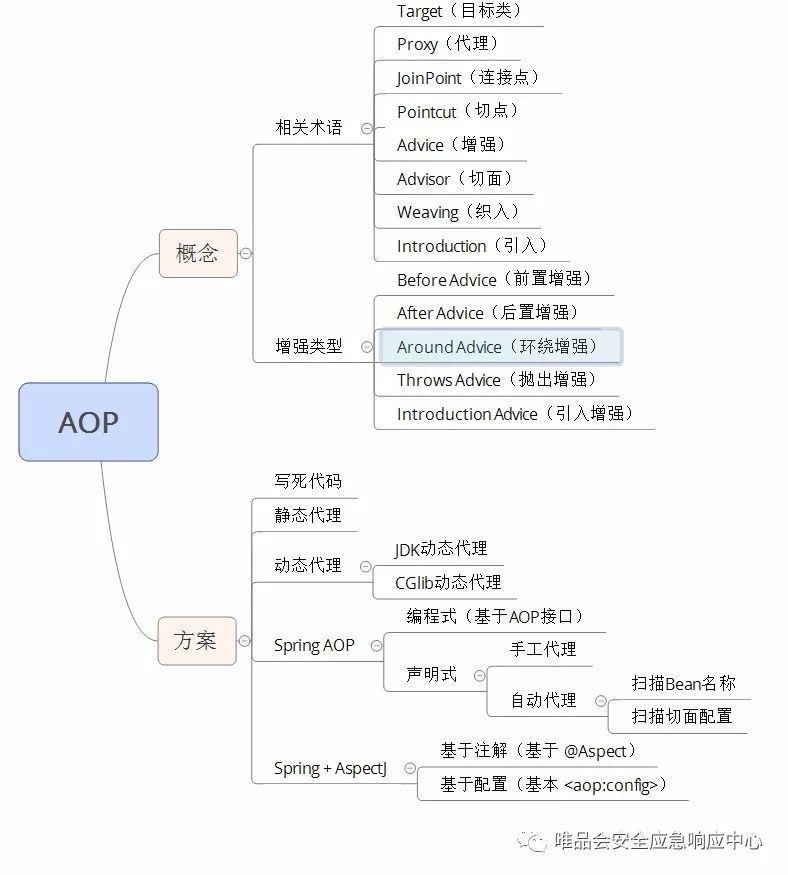 Target（目标类）
Proxy（代理）
JoinPoint（连接点）
Pointcut（切点）
相关术语
Advice（增强）
Advisor（切面）
Weaving（织入）
Introduction（引入）
概念
Before Advice（前置增强）
After Advice（后置增强）
增强类型
Around Advice（环绕增强）
Throws Advice（抛出增强）
Introduction Advice（引入增强）
AOP
写死代码
静态代理
动态代理
JDK动态代理
CGlib动态代理
方案
Spring AOP
编程式（基于AOP接口）
声明式
手工代理
自动代理
扫描Bean名称
扫描切面配置
Spring + AspectJ
基于注解（基于 @Aspect）
基于配置（基本 <aop:config>）
唯品会安全应急响应中心